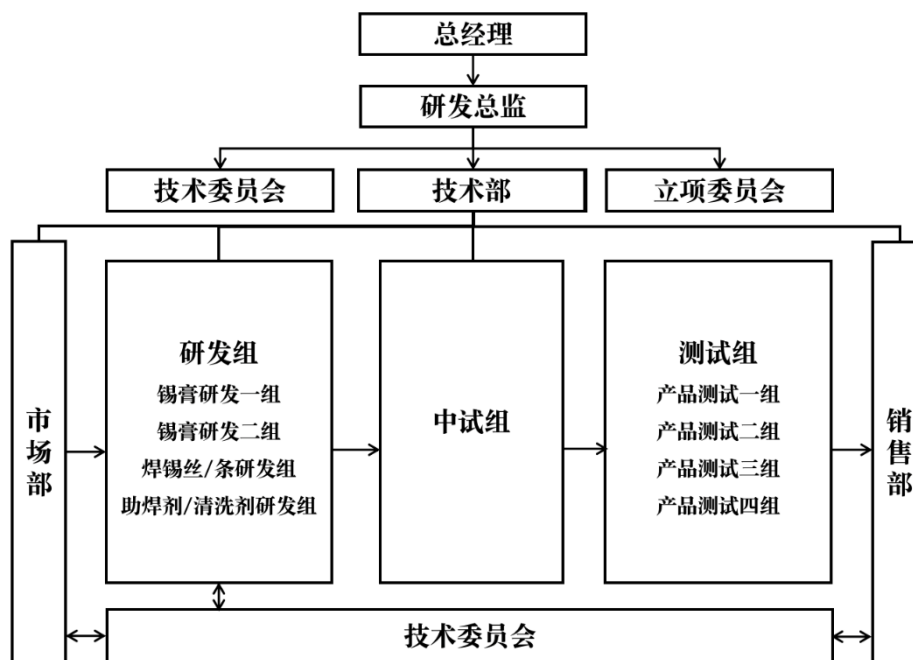 总经理
研发总监
技术委员会
技术部
立项委员会
市场部
研发组
锡膏研发一组
锡膏研发二组
焊锡丝/条研发组
助焊剂/清洗剂研发组
中试组
测试组
产品测试一组
产品测试二组
产品测试三组
产品测试四组
销售部
技术委员会